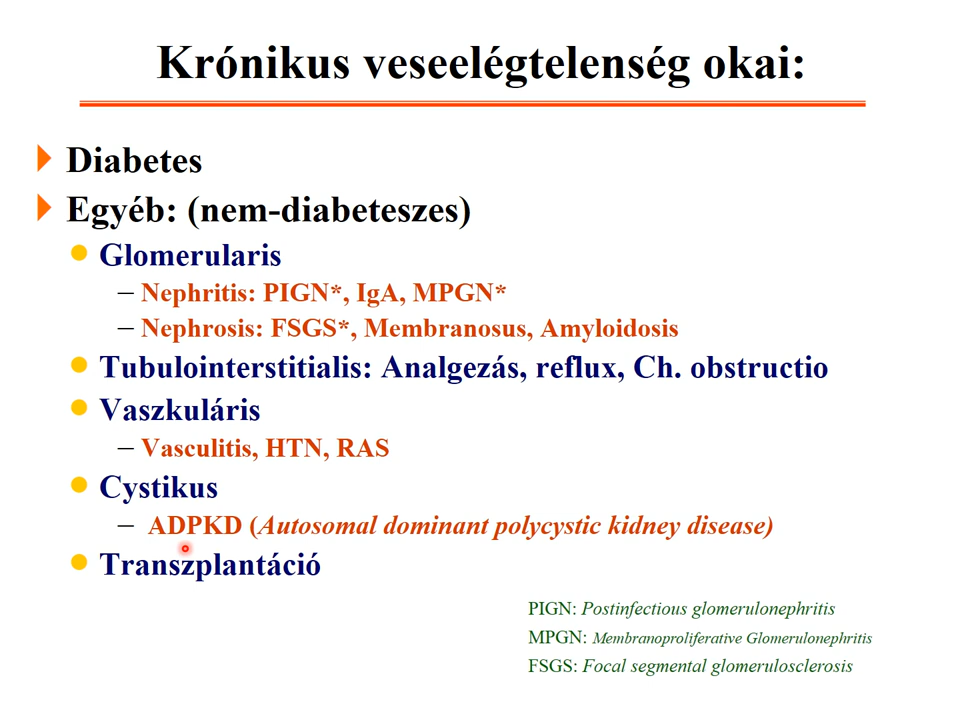 Krónikus veseelégtelenség okai:
Diabetes
Egyéb: (nem-diabeteszes)
Glomerularis
– Nephritis: PIGN*, IgA, MPGN*
– Nephrosis: FSGS*, Membranosus, Amyloidosis
Tubulointerstitialis: Analgezás, reflux, Ch. obstructio
Vaszkuláris
– Vasculitis, HTN, RAS
Cystikus
– ADPKD (Autosomal dominant polycystic kidney disease)
Transzplantáció
PIGN: Postinfectious glomerulonephritis
MPGN: Membranoproliferative Glomerulonephritis
FSGS: Focal segmental glomerulosclerosis